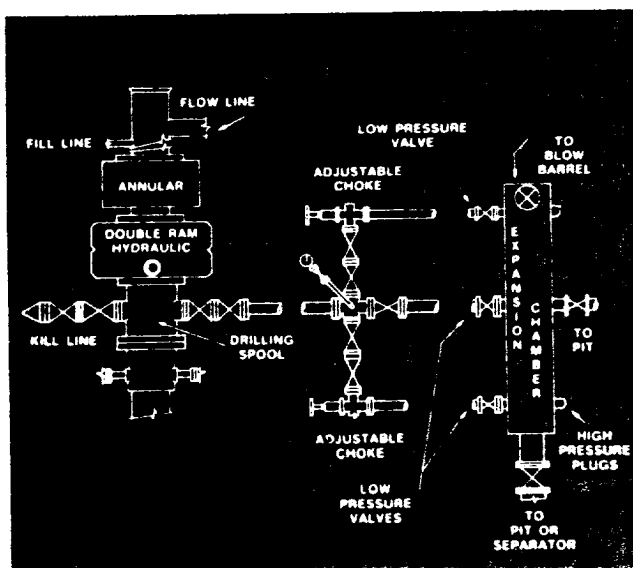 FLOW LINE
FILL LINE
ANNULAR
DOUBLE RAM
HYDRAULIC
KILL LINE
DRILLING
SPOOL
LOW PRESSURE
VALVE
ADJUSTABLE
CHOKE
ADJUSTABLE
CHOKE
LOW
PRESSURE
VALVES
TO
BLOW
BARREL
EXPANSION
CHAMBER
TO
PIT
HIGH
PRESSURE
PLUGS
TO
PIT OR
SEPARATOR